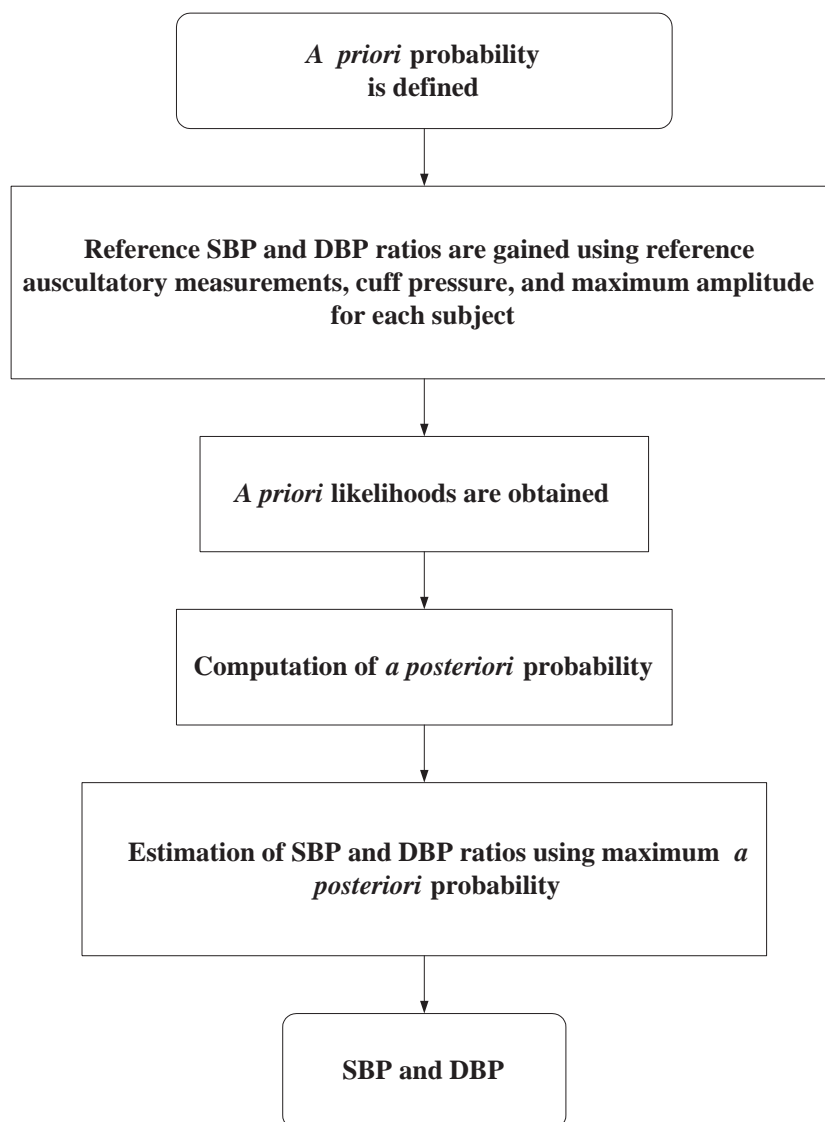 A priori probability
is defined
Reference SBP and DBP ratios are gained using reference
auscultatory measurements, cuff pressure, and maximum amplitude
for each subject
A priori likelihoods are obtained
Computation of a posteriori probability
Estimation of SBP and DBP ratios using maximum a
posteriori probability
SBP and DBP